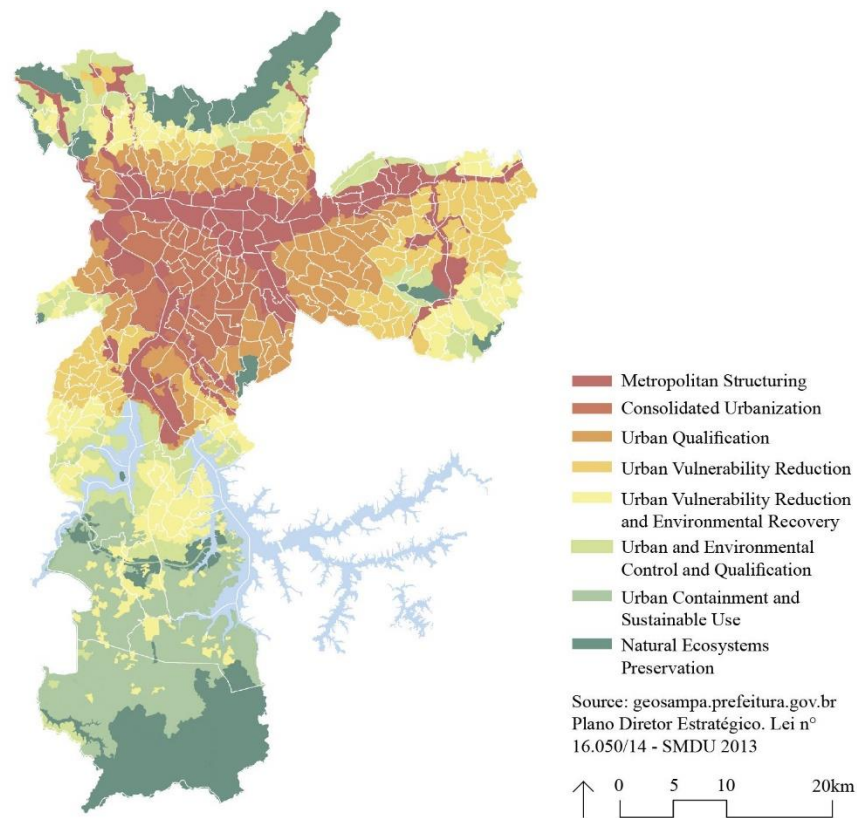 Metropolitan Structuring
Consolidated Urbanization
Urban Qualification
Urban Vulnerability Reduction
Urban Vulnerability Reduction
and Environmental Recovery
Urban and Environmental
Control and Qualification
Urban Containment and
Sustainable Use
Natural Ecosystems
Preservation
Source: geosampa.prefeitura.gov.br
Plano Diretor Estratégico. Lei n°
16.050/14 - SMDU 2013
0 5 10 20km